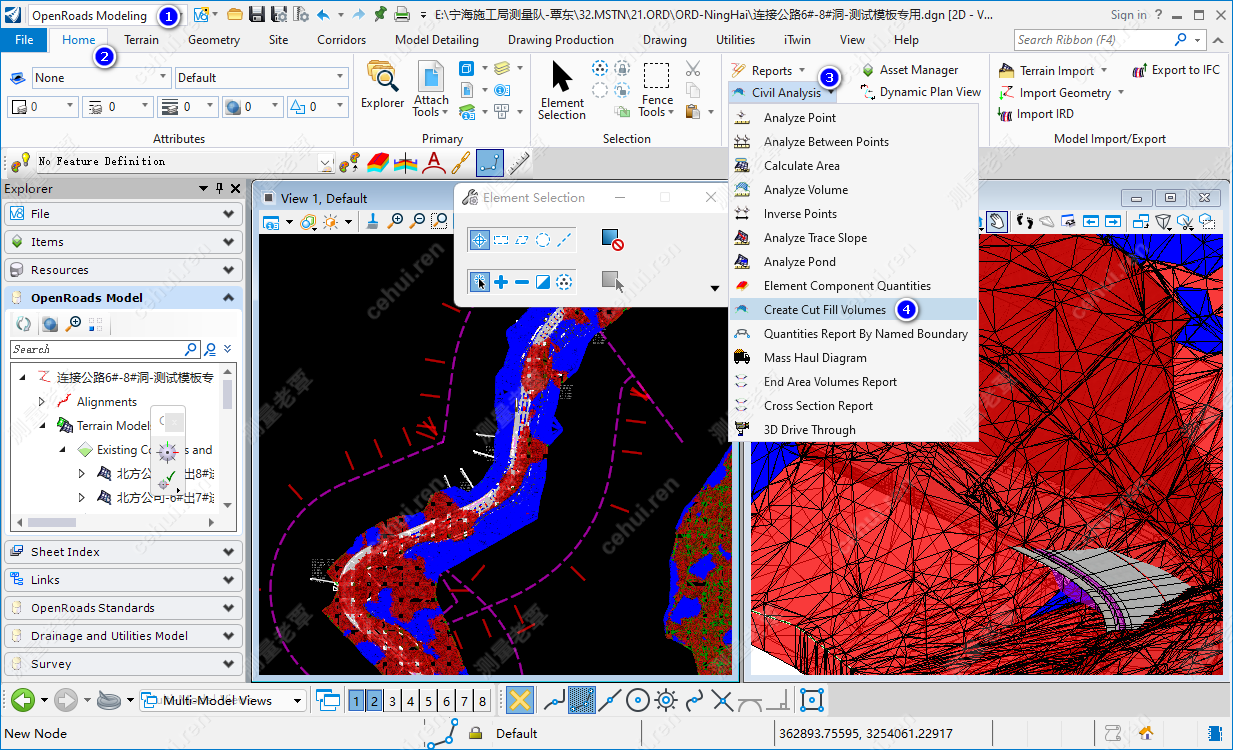 OpenRoads Modeling
1
E:\宁海施工局测量队-覃东\32.MSTN\21.ORD\ORD-NingHai\连接公路6#-8#洞-测试模板专用.dgn [2D - V...
Sign in
File
Home
Terrain
Geometry
Site
Corridors
Model Detailing
Drawing Production
Drawing
Utilities
iTwin
View
Help
Search Ribbon (F4)
2
None
Default
0
0
0
0
0
Attributes
Explorer
Attach Tools
Primary
Element Selection
Fence Tools
Selection
Reports
3
Civil Analysis
Asset Manager
Dynamic Plan View
Terrain Import
Export to IFC
Import Geometry
Import IRD
Model Import/Export
No Feature Definition
Explorer
File
Items
Resources
OpenRoads Model
Search
连接公路6#-8#洞-测试模板专
Alignments
Terrain Models
Existing Co
and
北方公
出8#
北方公司-6#出7#
Sheet Index
Links
OpenRoads Standards
Drainage and Utilities Model
Survey
View 1, Default
Element Selection
Analyze Point
Analyze Between Points
Calculate Area
Analyze Volume
Inverse Points
Analyze Trace Slope
Analyze Pond
Element Component Quantities
Create Cut Fill Volumes
4
Quantities Report By Named Boundary
Mass Haul Diagram
End Area Volumes Report
Cross Section Report
3D Drive Through
测量老覃
cehui.ren
Multi-Model Views
1 2 3 4 5 6 7 8
New Node
Default
362893.75595, 3254061.22917